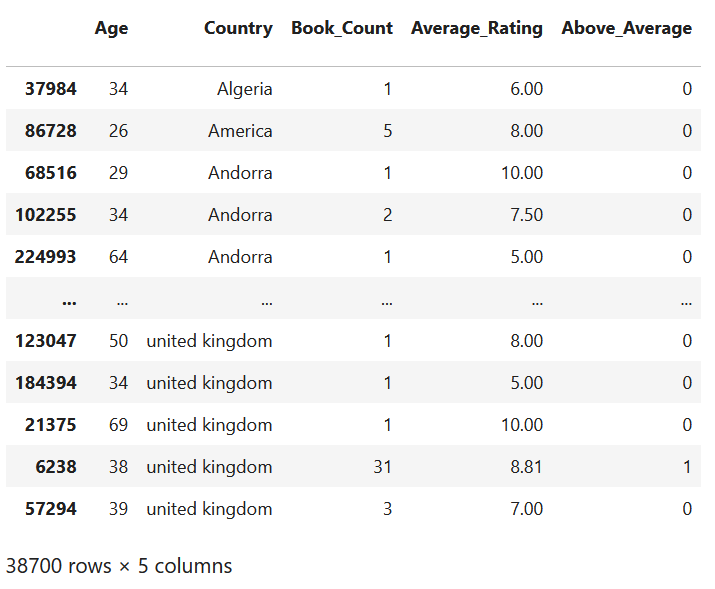 Age Country Book_Count Average_Rating Above_Average
37984 34 Algeria 1 6.00 0
86728 26 America 5 8.00 0
68516 29 Andorra 1 10.00 0
102255 34 Andorra 2 7.50 0
224993 64 Andorra 1 5.00 0
... ... ... ... ... ...
123047 50 united kingdom 1 8.00 0
184394 34 united kingdom 1 5.00 0
21375 69 united kingdom 1 10.00 0
6238 38 united kingdom 31 8.81 1
57294 39 united kingdom 3 7.00 0
38700 rows × 5 columns